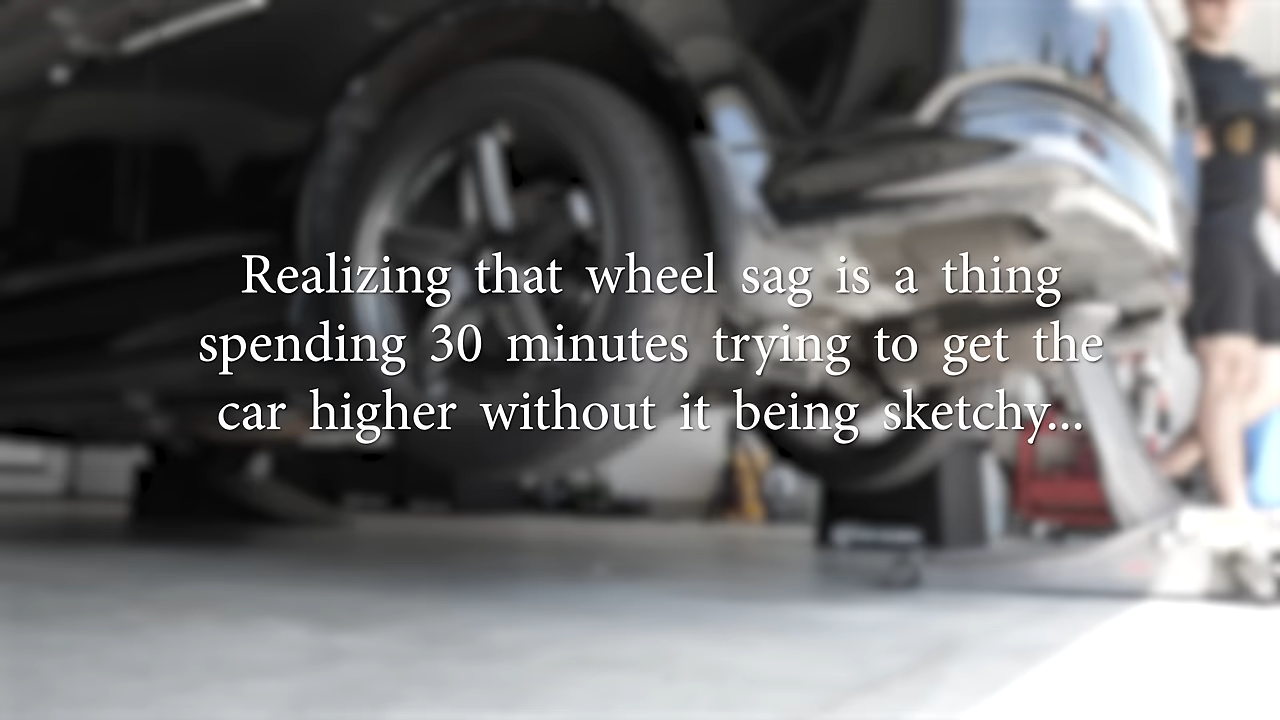 Realizing that wheel sag is a thing
spending 30 minutes trying to get the
car higher without it being sketchy...